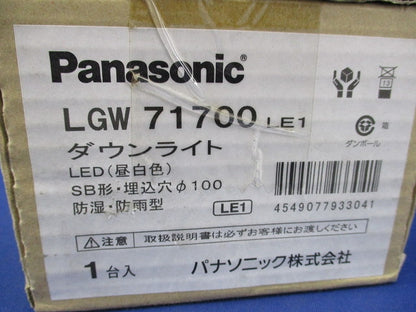 Panasonic®
LGW 71700 LE1
ダウンライト
LED(昼白色)
SB形・埋込穴φ100
防湿・防雨型
LE1
13
箱
ダンボール
4549077933041
⚠注意 取扱説明書は必ずお客様にお渡しください
1台入
パナソニック株式会社